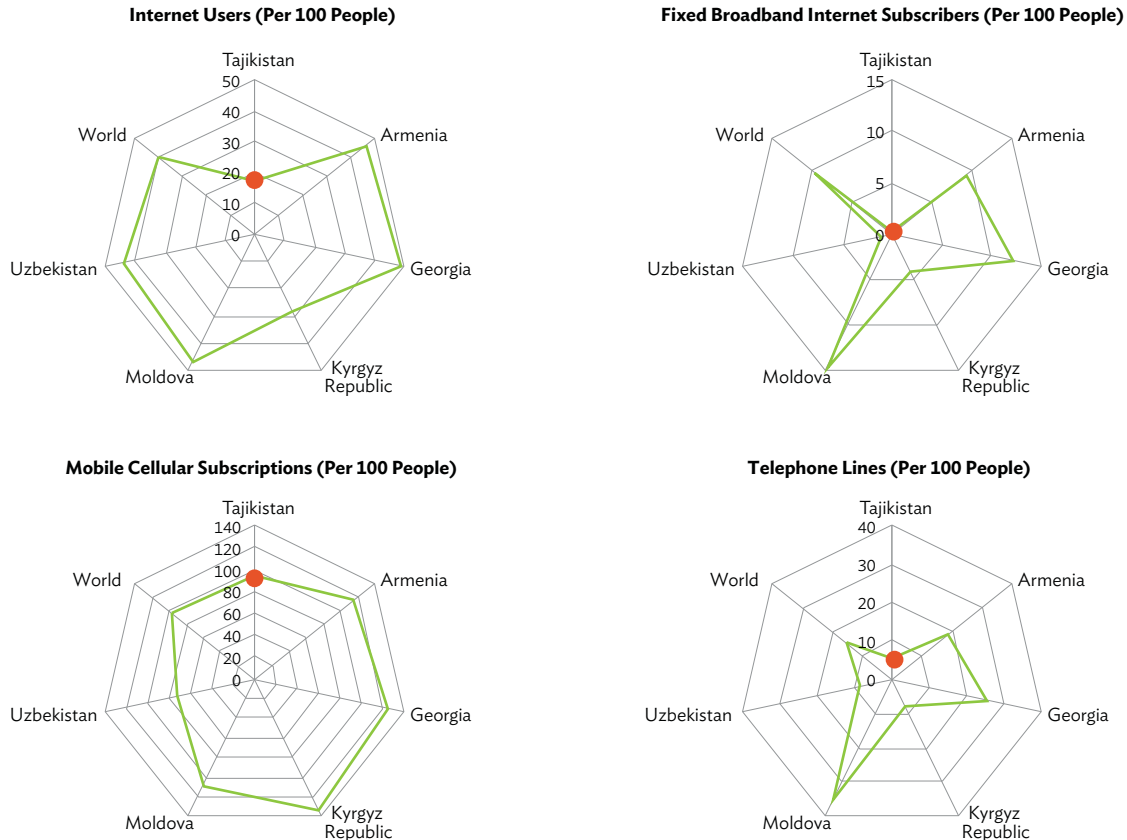 Internet Users (Per 100 People)
Tajikistan
50
40
30
20
10
0
World
Armenia
Uzbekistan
Georgia
Moldova
Kyrgyz
Republic
Fixed Broadband Internet Subscribers (Per 100 People)
Tajikistan
15
10
5
0
World
Armenia
Uzbekistan
Georgia
Moldova
Kyrgyz
Republic
Mobile Cellular Subscriptions (Per 100 People)
Tajikistan
140
120
100
80
60
40
20
0
World
Armenia
Uzbekistan
Georgia
Moldova
Kyrgyz
Republic
Telephone Lines (Per 100 People)
Tajikistan
40
30
20
10
0
World
Armenia
Uzbekistan
Georgia
Moldova
Kyrgyz
Republic